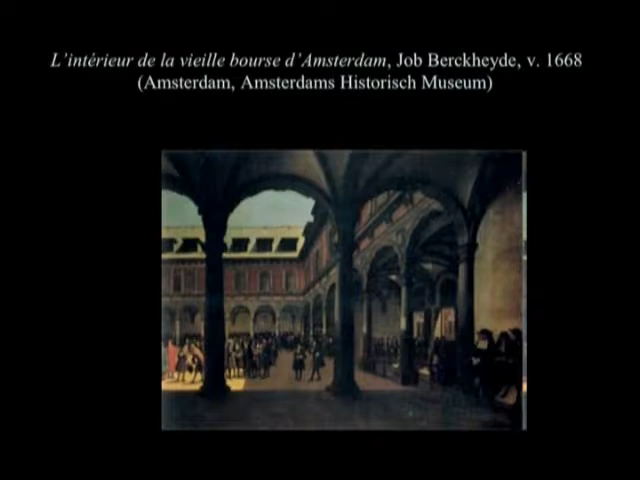 L'intérieur de la vieille bourse d'Amsterdam, Job Berckheyde, v. 1668
(Amsterdam, Amsterdams Historisch Museum)